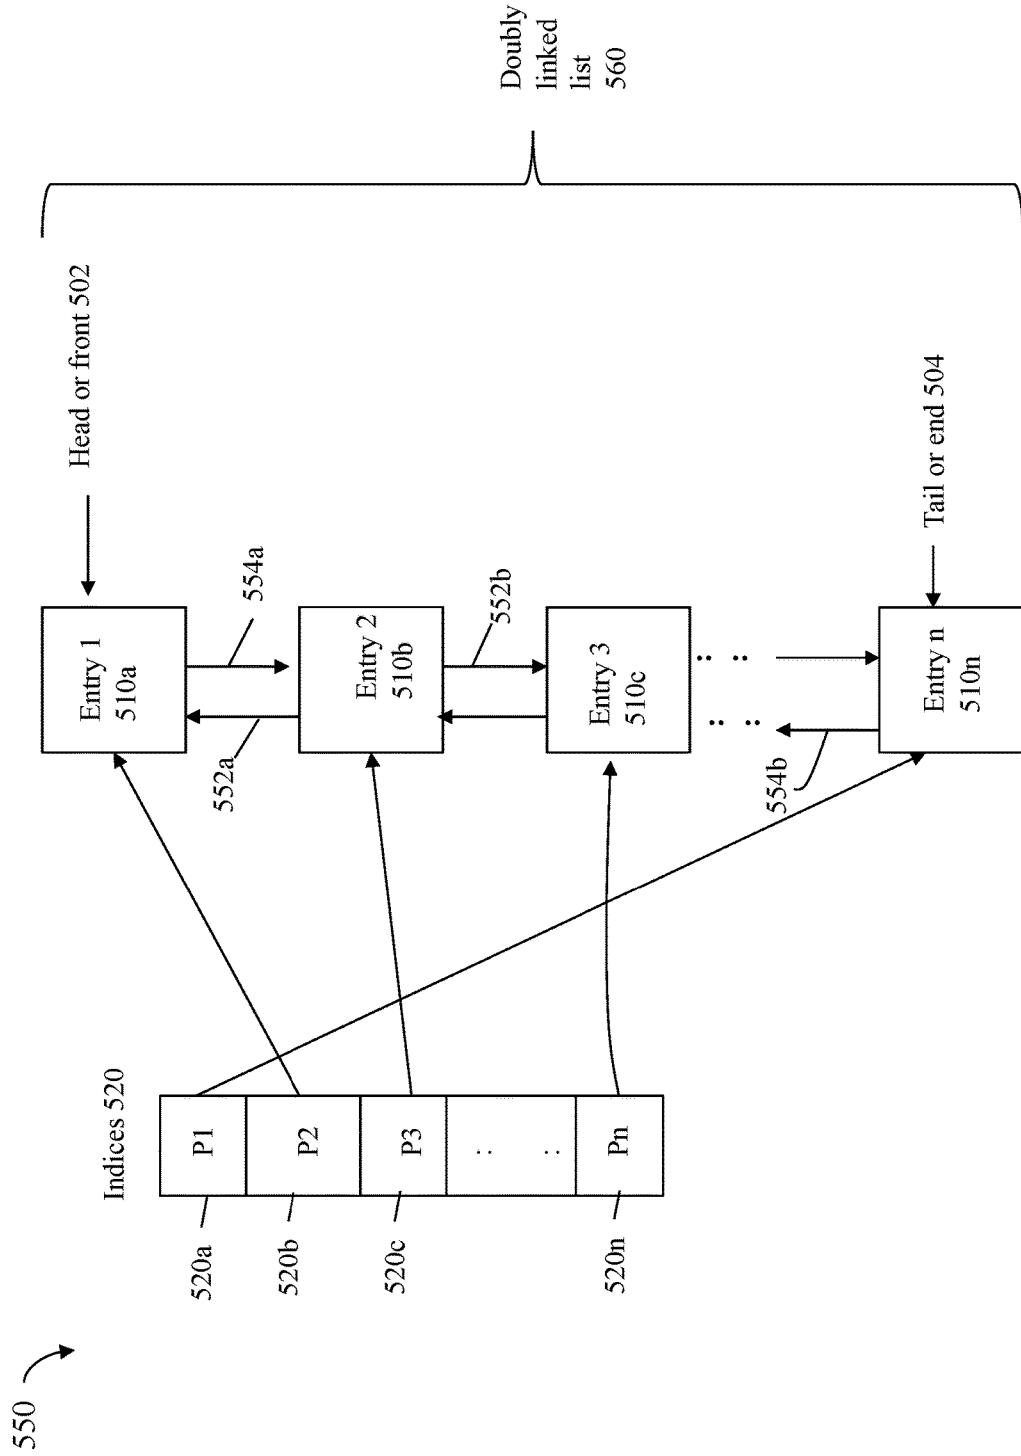 550
Indices 520
520a
P1
520b
P2
520c
P3
: :
520n
Pn
Entry 1
510a
Head or front 502
552a
554a
Entry 2
510b
552b
Entry 3
510c
554b
Entry n
510n
Tail or end 504
Doubly
linked
list
560